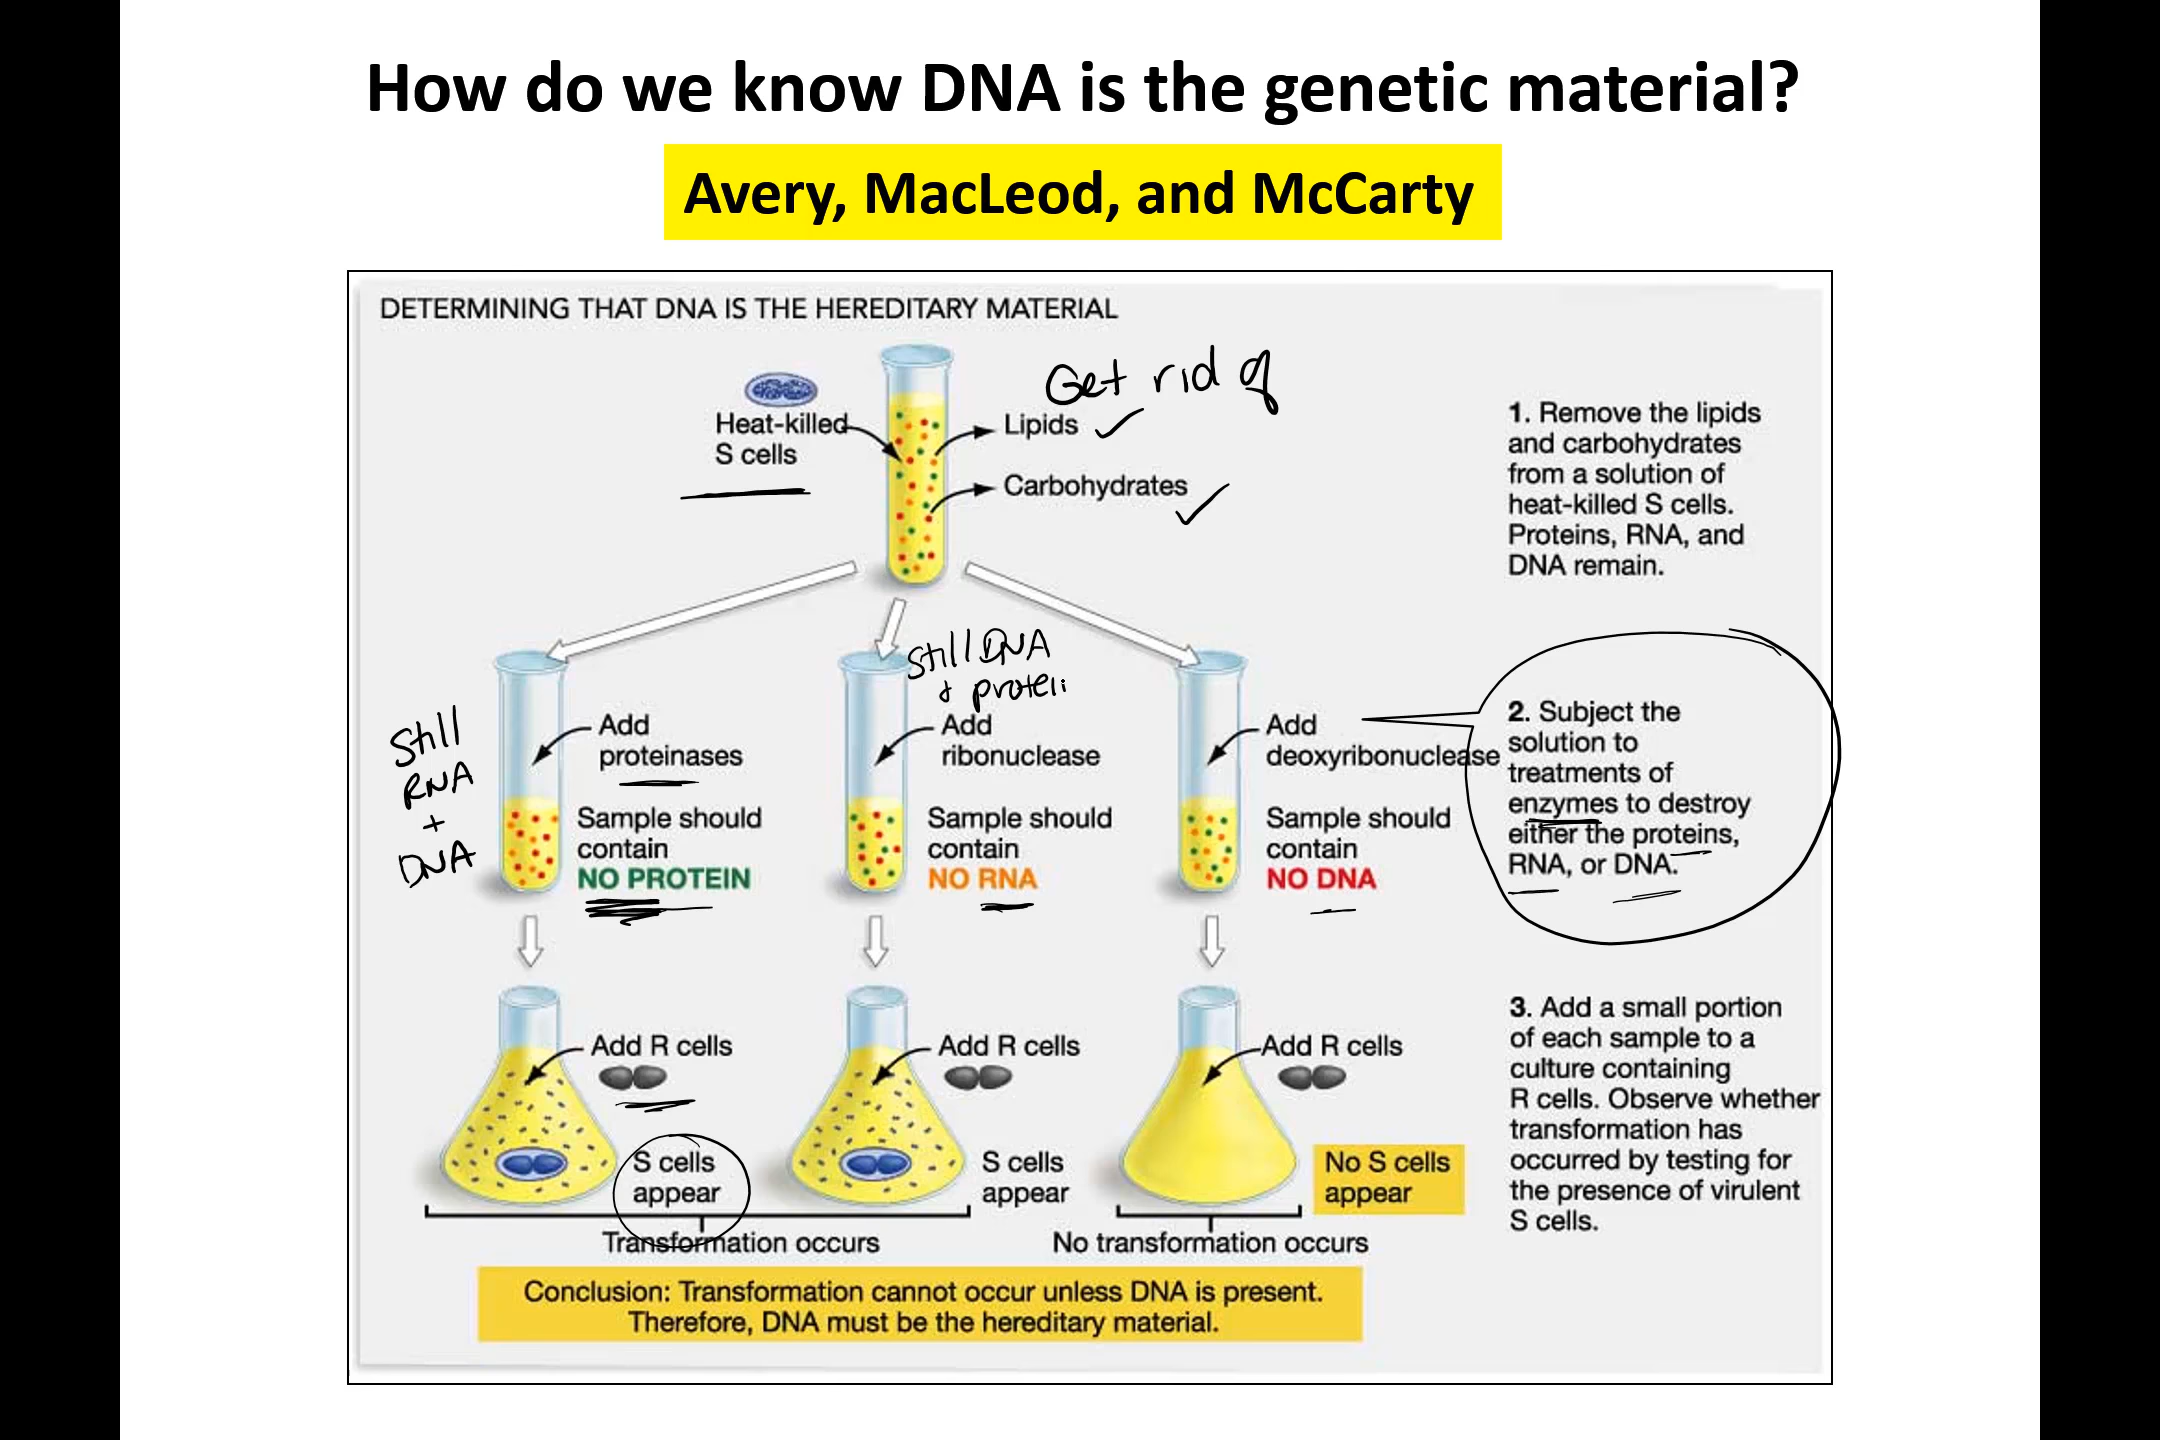 How do we know DNA is the genetic material?
Avery, MacLeod, and McCarty
DETERMINING THAT DNA IS THE HEREDITARY MATERIAL
Get rid of
Heat-killed
S cells
Lipids
Carbohydrates
1. Remove the lipids
and carbohydrates
from a solution of
heat-killed S cells.
Proteins, RNA, and
DNA remain.
Still
RNA
+
DNA
Add
proteinases
Sample should
contain
NO PROTEIN
Still DNA
+ protei
Add
ribonuclease
Sample should
contain
NO RNA
Add
deoxyribonuclease
Sample should
contain
NO DNA
2. Subject the
solution to
treatments of
enzymes to destroy
either the proteins,
RNA, or DNA.
Add R cells
S cells
appear
Add R cells
S cells
appear
Transformation occurs
Add R cells
No S cells
appear
No transformation occurs
3. Add a small portion
of each sample to a
culture containing
R cells. Observe whether
transformation has
occurred by testing for
the presence of virulent
S cells.
Conclusion: Transformation cannot occur unless DNA is present.
Therefore, DNA must be the hereditary material.